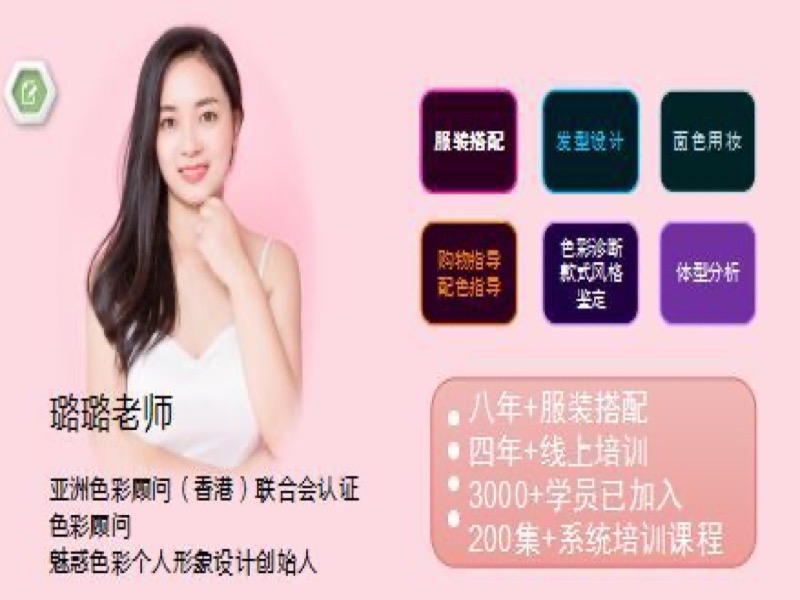 服装搭配
发型设计
面色用妆
购物指导
配色指导
色彩诊断
款式风格
鉴定
体型分析
璐璐老师
亚洲色彩顾问（香港）联合会认证
色彩顾问
魅惑色彩个人形象设计创始人
八年+服装搭配
四年+线上培训
3000+学员已加入
200集+系统培训课程